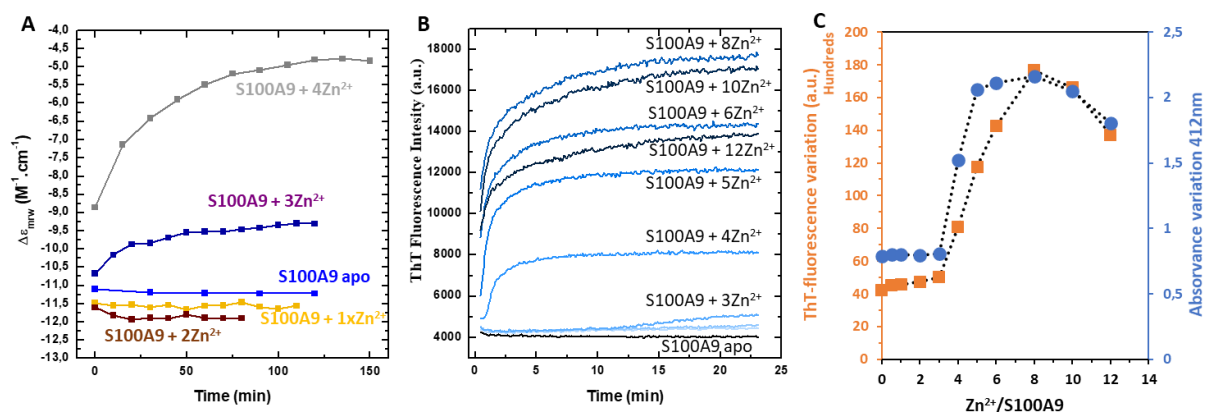 A
-4,0
-4,5
-5,0
-5,5
-6,0
-6,5
-7,0
-7,5
-8,0
-8,5
-9,0
-9,5
-10,0
-10,5
-11,0
-11,5
-12,0
-12,5
-13,0
Δε mrw (M⁻¹.cm⁻¹)
S100A9 + 4Zn²⁺
S100A9 + 3Zn²⁺
S100A9 apo
S100A9 + 1xZn²⁺
S100A9 + 2Zn²⁺
0 50 100 150
Time (min)
B
18000
16000
14000
12000
10000
8000
6000
4000
ThT Fluorescence Intesity (a.u.)
S100A9 + 8Zn²⁺
S100A9 + 10Zn²⁺
S100A9 + 6Zn²⁺
S100A9 + 12Zn²⁺
S100A9 + 5Zn²⁺
S100A9 + 4Zn²⁺
S100A9 + 3Zn²⁺
S100A9 apo
0 5 10 15 20 25
Time (min)
C
ThT-fluorescence variation (a.u.)
Hundreds
200
180
160
140
120
100
80
60
40
20
0
2,5
2
1,5
1
0,5
0
Absorvance variation 412nm
0 2 4 6 8 10 12 14
Zn²⁺/S100A9